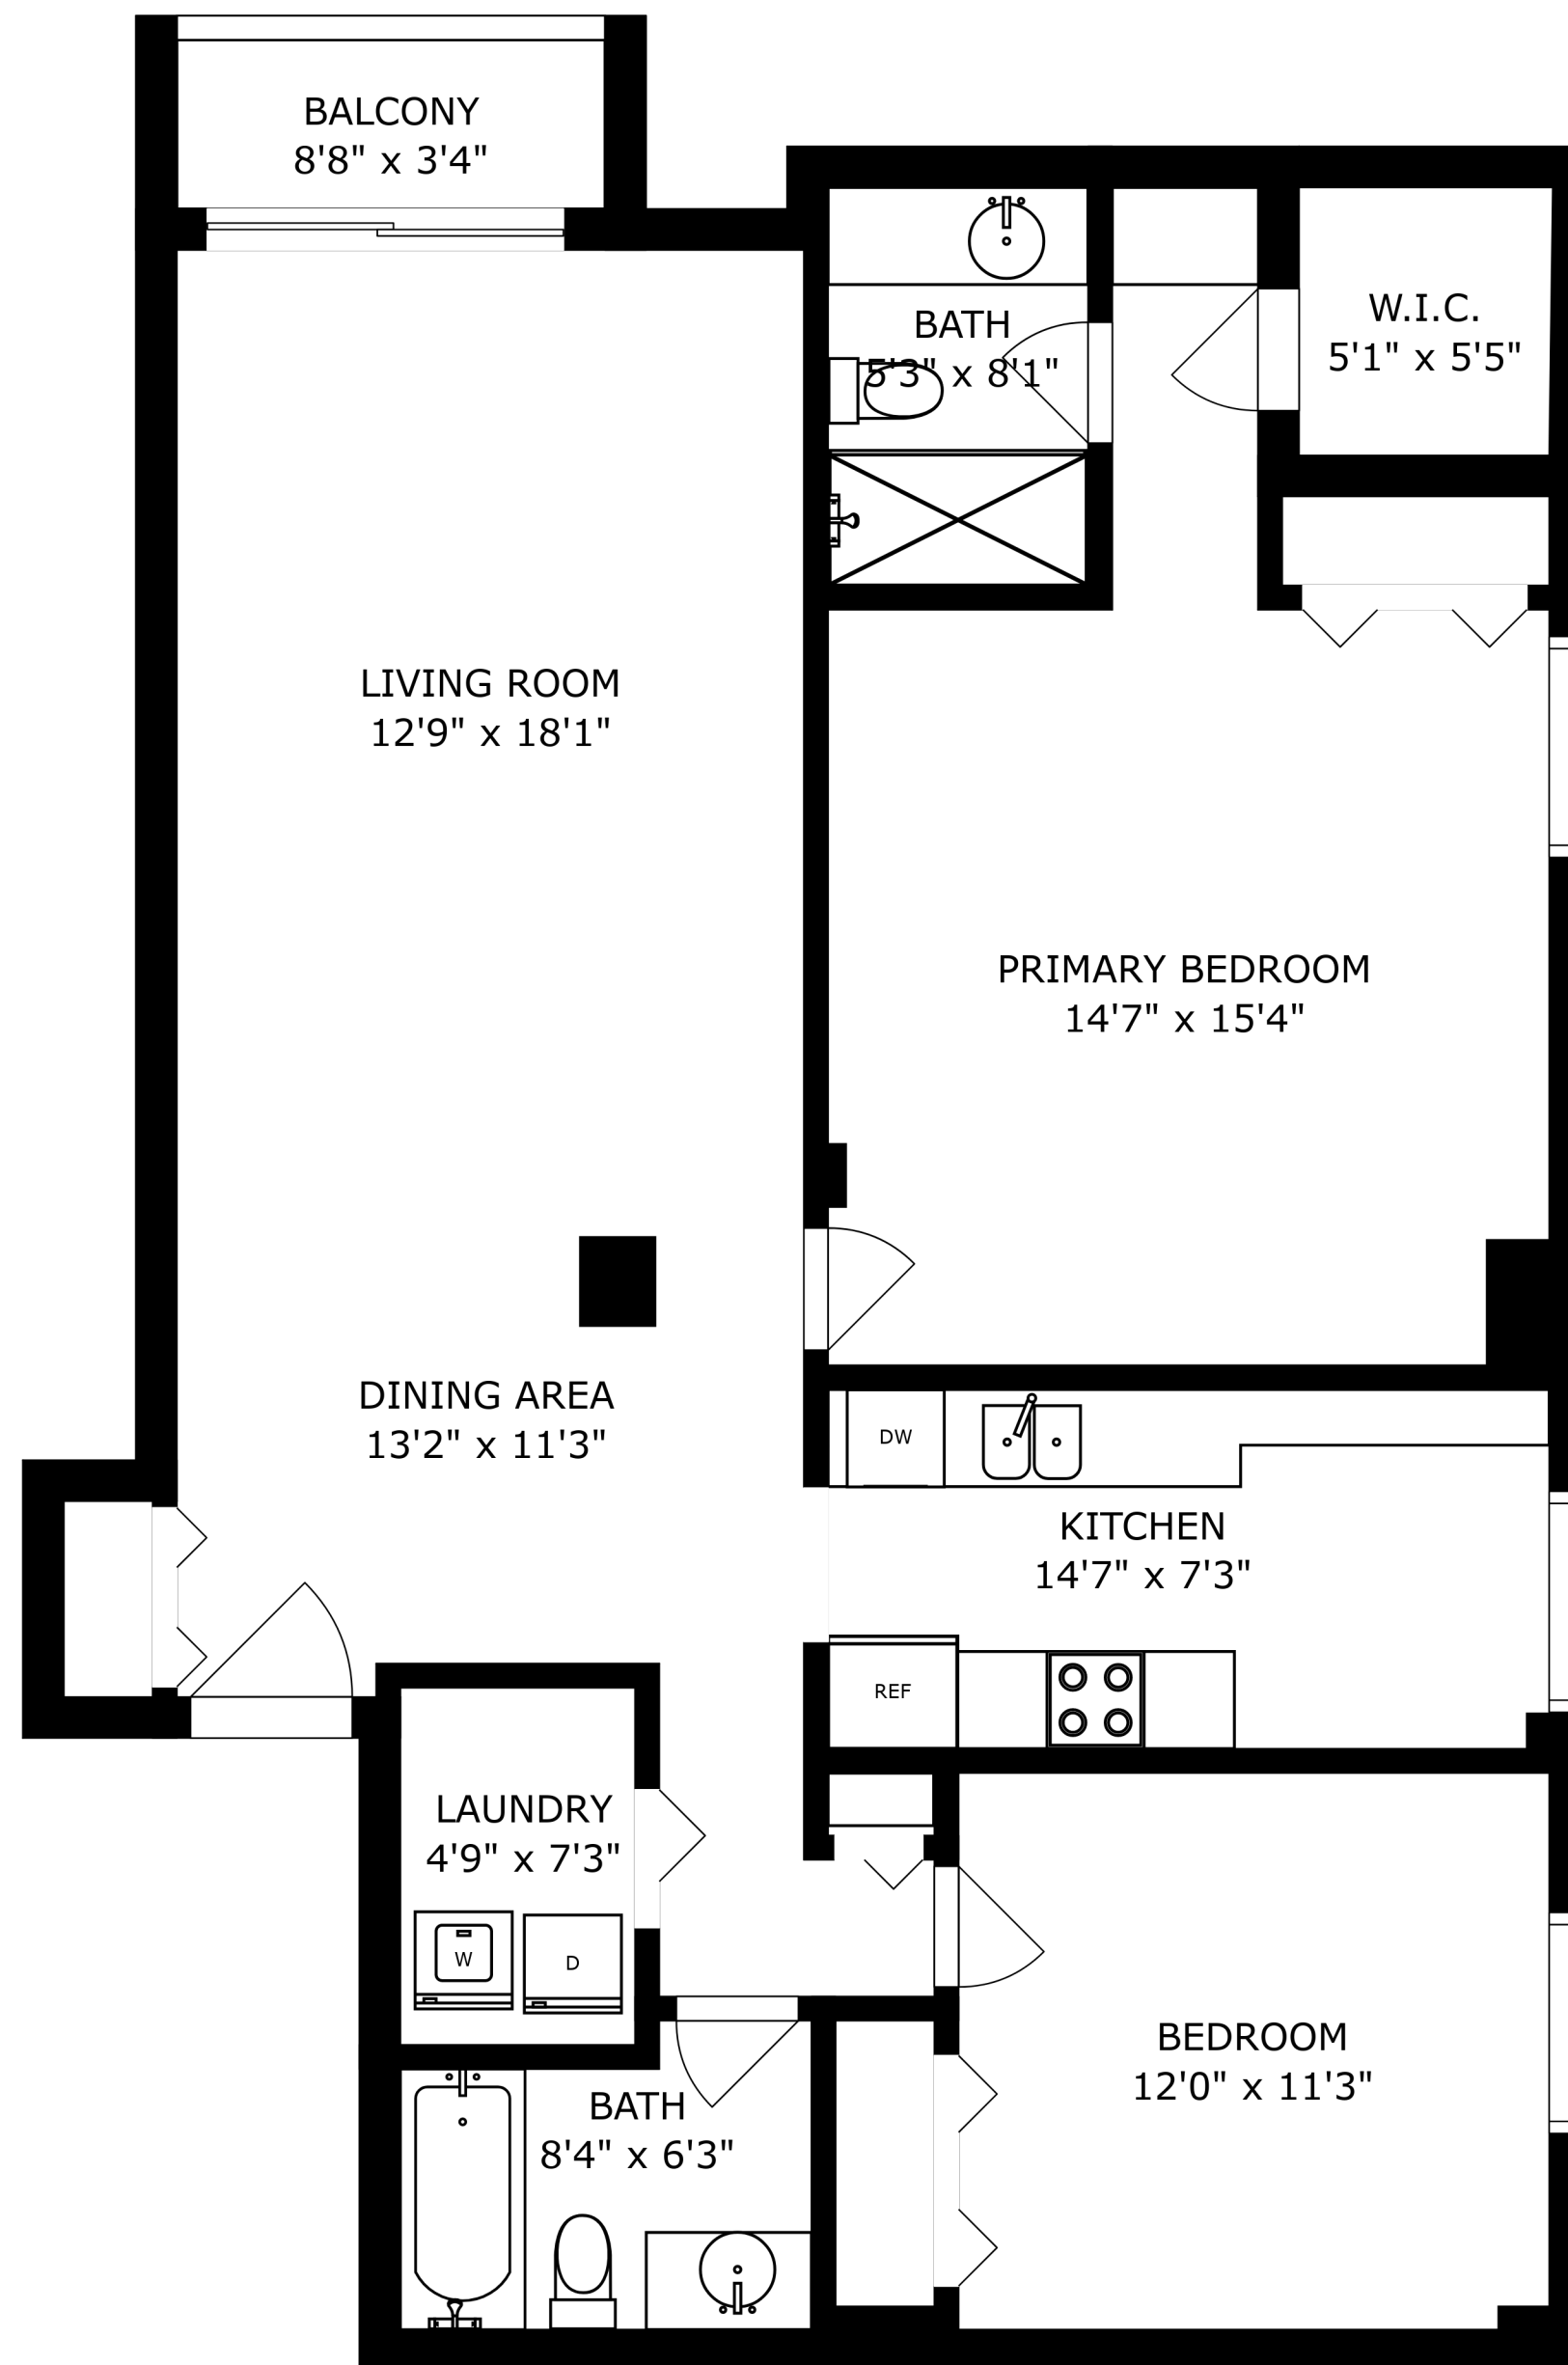 BALCONY
8'8" x 3'4"
BATH
5'3" x 8'1"
W.I.C.
5'1" x 5'5"
LIVING ROOM
12'9" x 18'1"
PRIMARY BEDROOM
14'7" x 15'4"
DINING AREA
13'2" x 11'3"
DW
KITCHEN
14'7" x 7'3"
REF
LAUNDRY
4'9" x 7'3"
W
D
BEDROOM
12'0" x 11'3"
BATH
8'4" x 6'3"